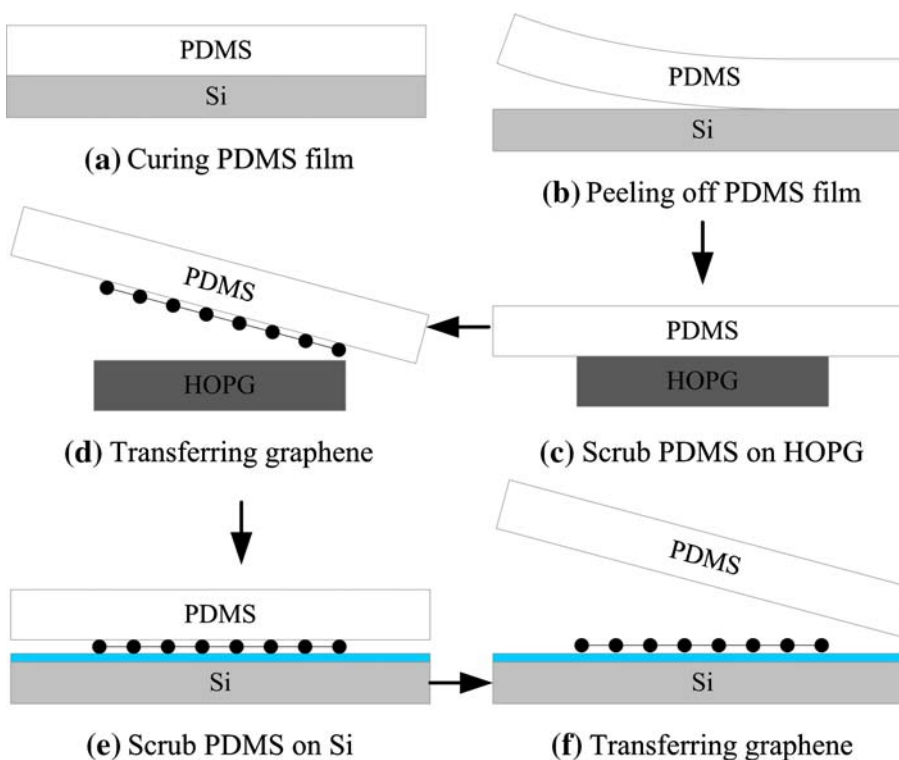 PDMS
Si
(a) Curing PDMS film
PDMS
Si
(b) Peeling off PDMS film
PDMS
HOPG
(d) Transferring graphene
PDMS
HOPG
(c) Scrub PDMS on HOPG
PDMS
Si
(e) Scrub PDMS on Si
PDMS
Si
(f) Transferring graphene